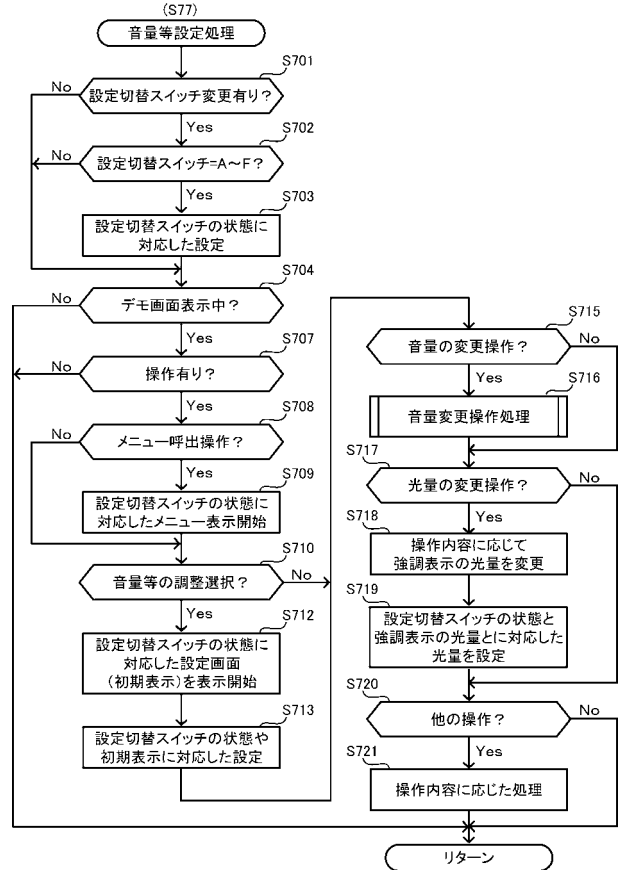 (S77)
音量等設定処理
S701
設定切替スイッチ変更有り?
No
Yes
S702
設定切替スイッチ=A～F?
No
Yes
S703
設定切替スイッチの状態に
対応した設定
S704
デモ画面表示中?
No
Yes
S707
操作有り?
No
Yes
S708
メニュー呼出操作?
No
Yes
S709
設定切替スイッチの状態に
対応したメニュー表示開始
S710
音量等の調整選択?
No
Yes
S712
設定切替スイッチの状態に
対応した設定画面
(初期表示)を表示開始
S713
設定切替スイッチの状態や
初期表示に対応した設定
S715
音量の変更操作?
No
Yes
S716
音量変更操作処理
S717
光量の変更操作?
No
Yes
S718
操作内容に応じて
強調表示の光量を変更
S719
設定切替スイッチの状態と
強調表示の光量とに対応した
光量を設定
S720
他の操作?
No
Yes
S721
操作内容に応じた処理
リターン